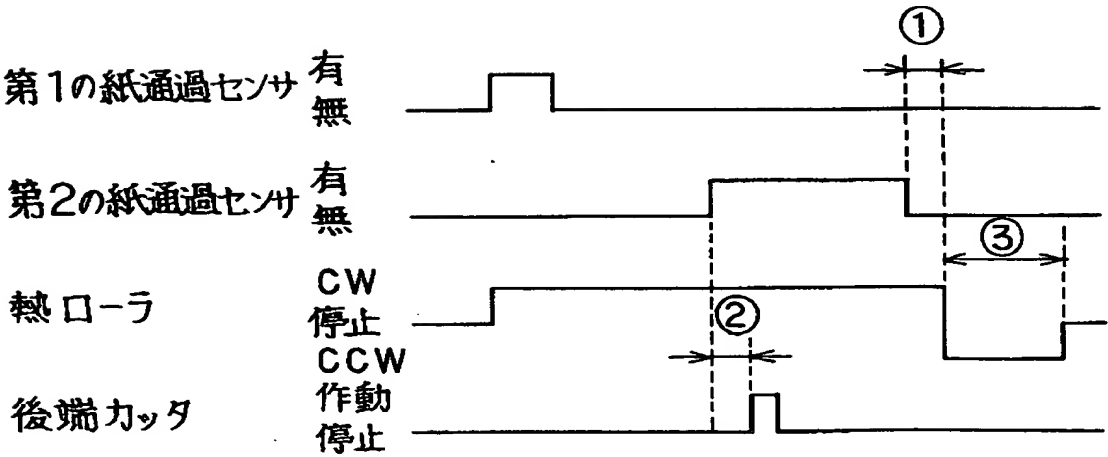 ①
第1の紙通過センサ 有
無
第2の紙通過センサ 有
無
③
熱ローラ CW
停止
CCW
②
後端カッタ 作動
停止